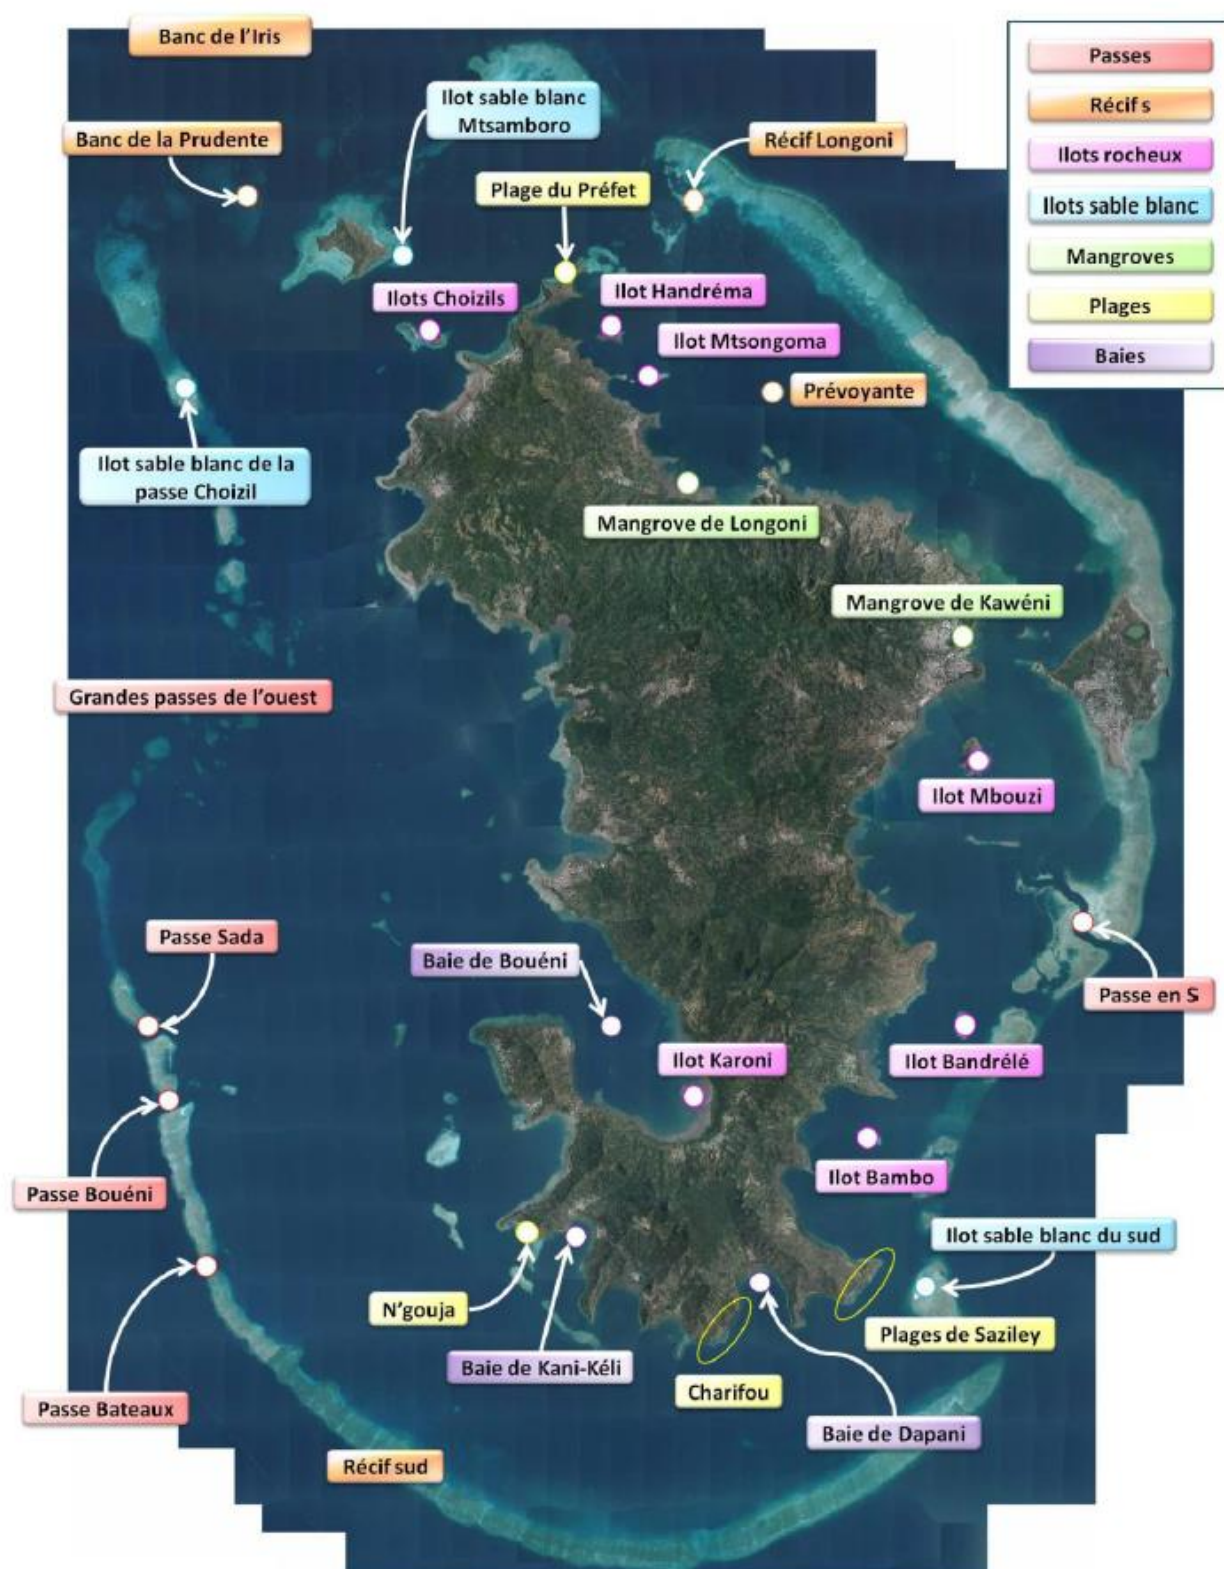 Banc de l'Iris
Passes
Récif s
Ilots rocheux
Ilots sable blanc
Mangroves
Plages
Baies
Ilot sable blanc
Mtsamboro
Banc de la Prudente
Récif Longoni
Plage du Préfet
Ilots Choizils
Ilot Handréma
Ilot Mtsongoma
Prévoyante
Ilot sable blanc de la
passe Choizil
Mangrove de Longoni
Mangrove de Kawéni
Grandes passes de l'ouest
Ilot Mbouzi
Passe Sada
Baie de Bouéni
Passe en S
Ilot Karoni
Ilot Bandrélé
Ilot Bambo
Passe Bouéni
Ilot sable blanc du sud
N'gouja
Plages de Saziley
Baie de Kani-Kéli
Charifou
Passe Bateaux
Baie de Dapani
Récif sud